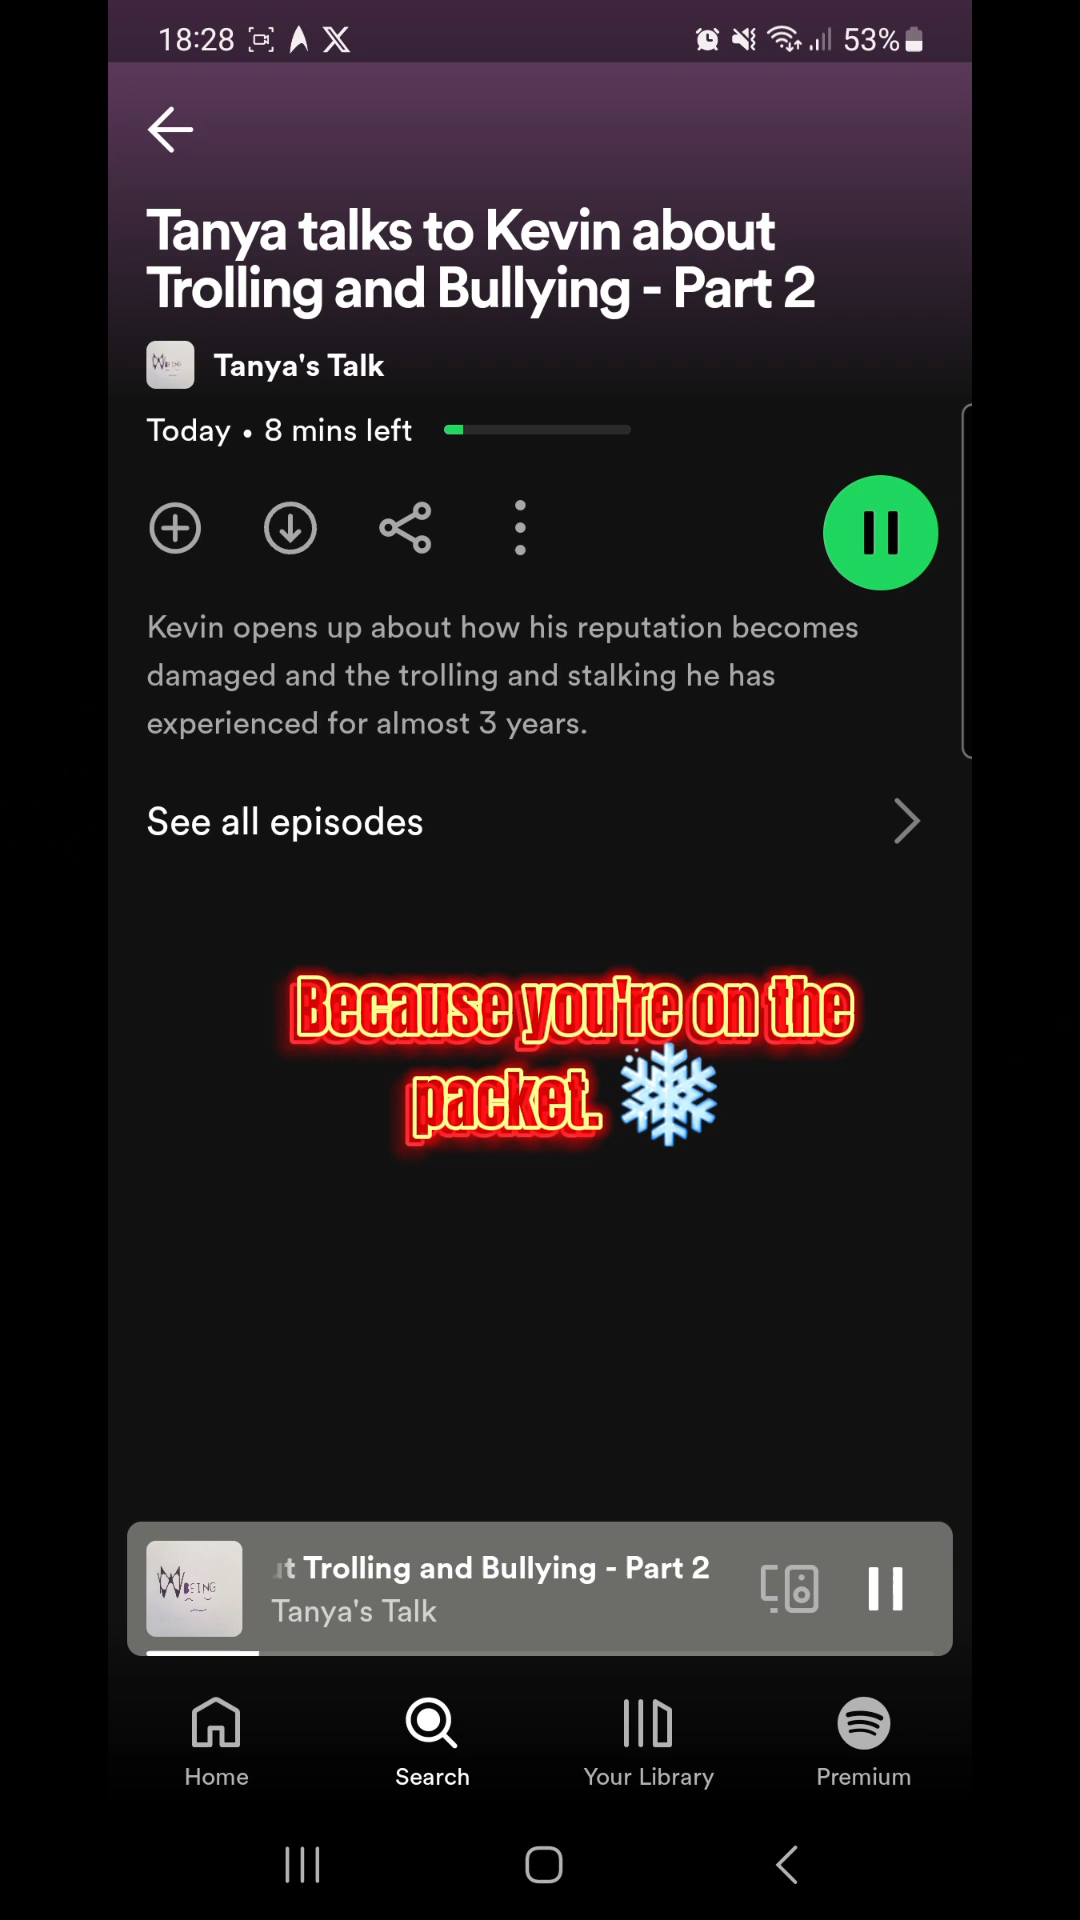 18:28
53%
Tanya talks to Kevin about
Trolling and Bullying - Part 2
Tanya's Talk
Today • 8 mins left
Kevin opens up about how his reputation becomes
damaged and the trolling and stalking he has
experienced for almost 3 years.
See all episodes
Because you're on the
packet. ❄️
WBEING
t Trolling and Bullying - Part 2
Tanya's Talk
Home
Search
Your Library
Premium